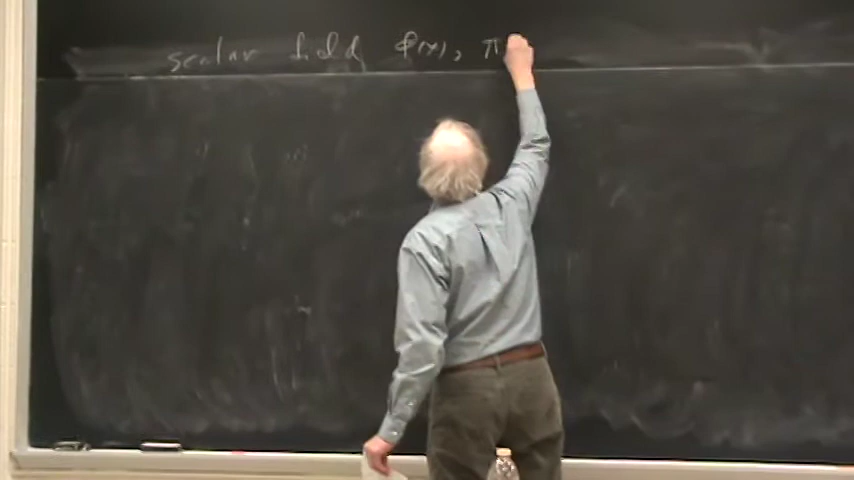 scalar field φ(x), π